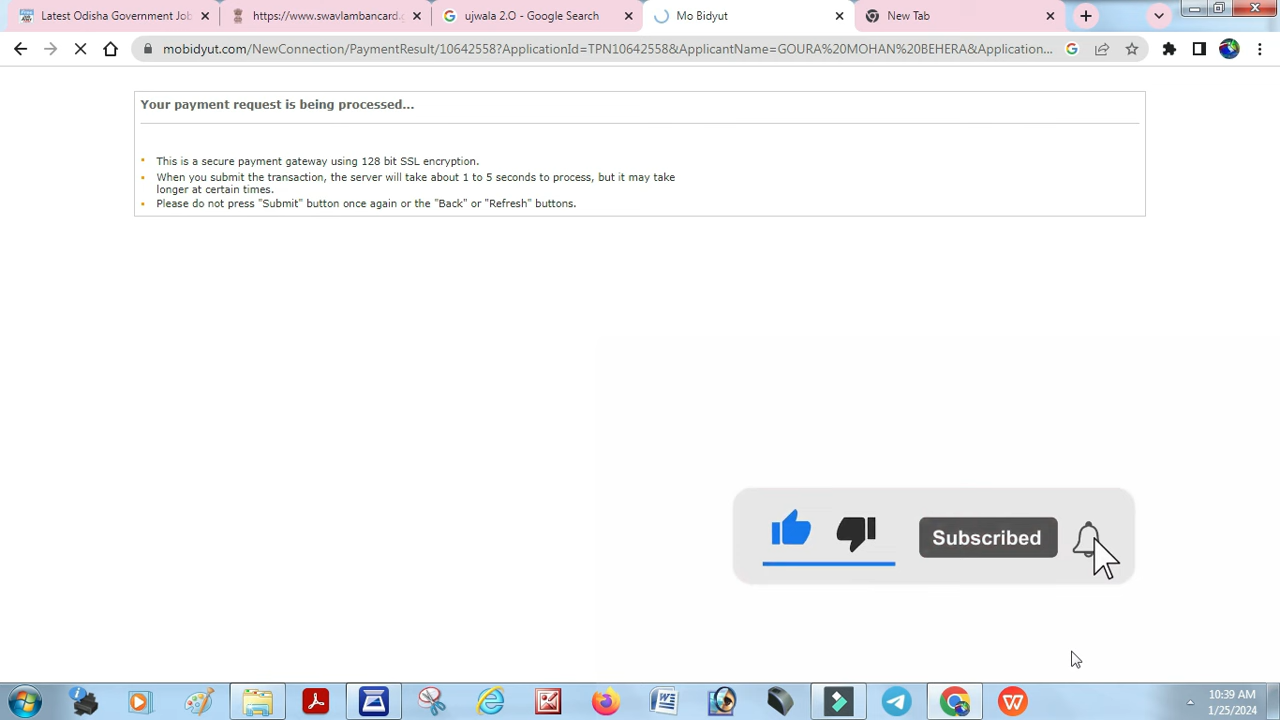 Latest Odisha Government Job
https://www.swavlambancard.g
ujwala 2.O - Google Search
Mo Bidyut
New Tab
mobidyut.com/NewConnection/PaymentResult/10642558?ApplicationId=TPN10642558&ApplicantName=GOURA%20MOHAN%20BEHERA&Application...
Your payment request is being processed...
This is a secure payment gateway using 128 bit SSL encryption.
When you submit the transaction, the server will take about 1 to 5 seconds to process, but it may take
longer at certain times.
Please do not press "Submit" button once again or the "Back" or "Refresh" buttons.
Subscribed
10:39 AM
1/25/2024